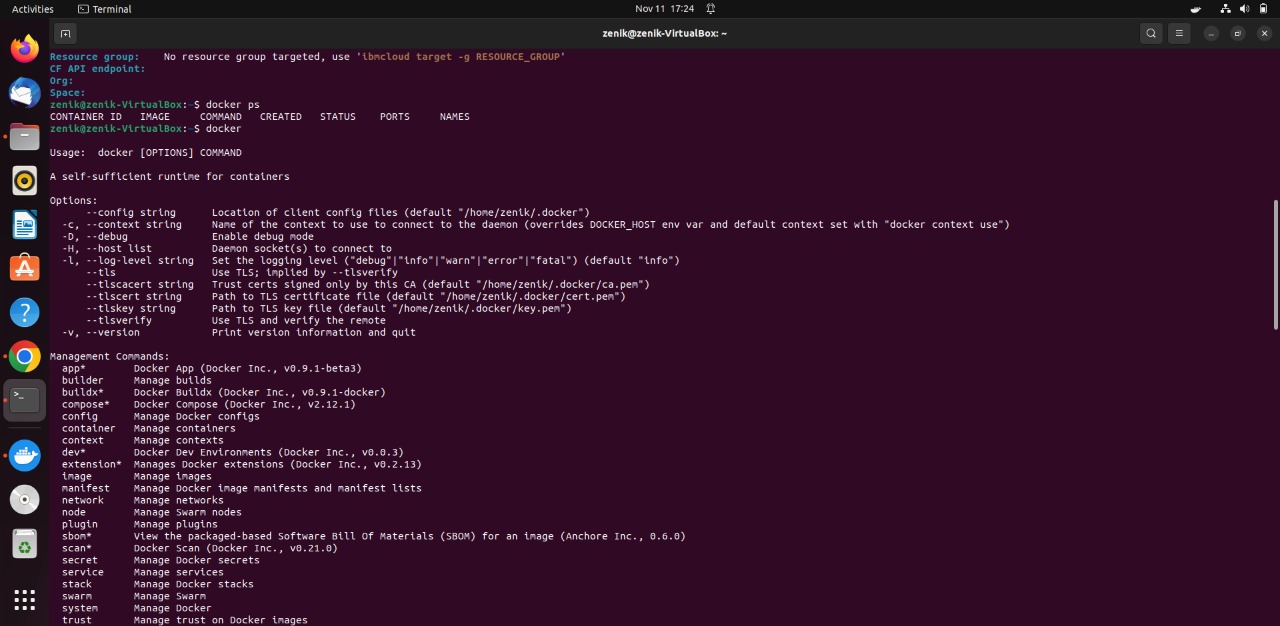 Activities
Terminal
Nov 11 17:24
zenik@zenik-VirtualBox: ~
Resource group:    No resource group targeted, use 'ibmcloud target -g RESOURCE_GROUP'
CF API endpoint:
Org:
Space:
zenik@zenik-VirtualBox:~$ docker ps
CONTAINER ID   IMAGE     COMMAND   CREATED   STATUS    PORTS     NAMES
zenik@zenik-VirtualBox:~$ docker
Usage:  docker [OPTIONS] COMMAND
A self-sufficient runtime for containers
Options:
      --config string      Location of client config files (default "/home/zenik/.docker")
  -c, --context string     Name of the context to use to connect to the daemon (overrides DOCKER_HOST env var and default context set with "docker context use")
  -D, --debug              Enable debug mode
  -H, --host list          Daemon socket(s) to connect to
  -l, --log-level string   Set the logging level ("debug"|"info"|"warn"|"error"|"fatal") (default "info")
      --tls                Use TLS; implied by --tlsverify
      --tlscacert string   Trust certs signed only by this CA (default "/home/zenik/.docker/ca.pem")
      --tlscert string     Path to TLS certificate file (default "/home/zenik/.docker/cert.pem")
      --tlskey string      Path to TLS key file (default "/home/zenik/.docker/key.pem")
      --tlsverify          Use TLS and verify the remote
  -v, --version            Print version information and quit
Management Commands:
  app*        Docker App (Docker Inc., v0.9.1-beta3)
  builder     Manage builds
  buildx*     Docker Buildx (Docker Inc., v0.9.1-docker)
  compose*    Docker Compose (Docker Inc., v2.12.1)
  config      Manage Docker configs
  container   Manage containers
  context     Manage contexts
  dev*        Docker Dev Environments (Docker Inc., v0.0.3)
  extension*  Manages Docker extensions (Docker Inc., v0.2.13)
  image       Manage images
  manifest    Manage Docker image manifests and manifest lists
  network     Manage networks
  node        Manage Swarm nodes
  plugin      Manage plugins
  sbom*       View the packaged-based Software Bill Of Materials (SBOM) for an image (Anchore Inc., 0.6.0)
  scan*       Docker Scan (Docker Inc., v0.21.0)
  secret      Manage Docker secrets
  service     Manage services
  stack       Manage Docker stacks
  swarm       Manage Swarm
  system      Manage Docker
  trust       Manage trust on Docker images